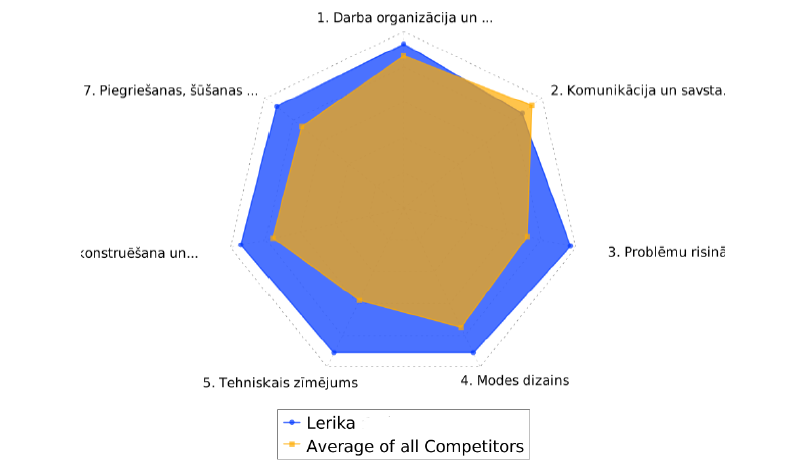 1. Darba organizācija un ...
7. Piegriešanas, šūšanas ...
2. Komunikācija un savsta.
konstruēšana un...
3. Problēmu risinā
5. Tehniskais zīmējums
4. Modes dizains
Lerika
Average of all Competitors